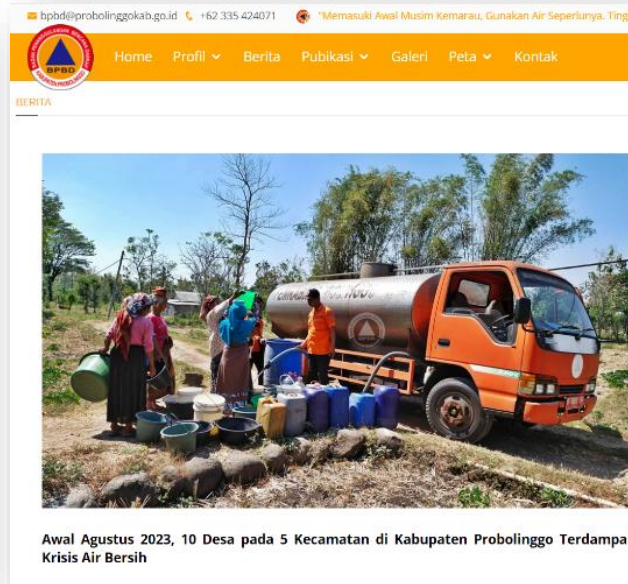 bpbd@probolinggokab.go.id +62 335 424071 "Memasuki Awal Musim Kemarau, Gunakan Air Seperlunya. Ting
BPBD
Home Profil Berita Pubikasi Galeri Peta Kontak
BERITA
Awal Agustus 2023, 10 Desa pada 5 Kecamatan di Kabupaten Probolinggo Terdampa
Krisis Air Bersih